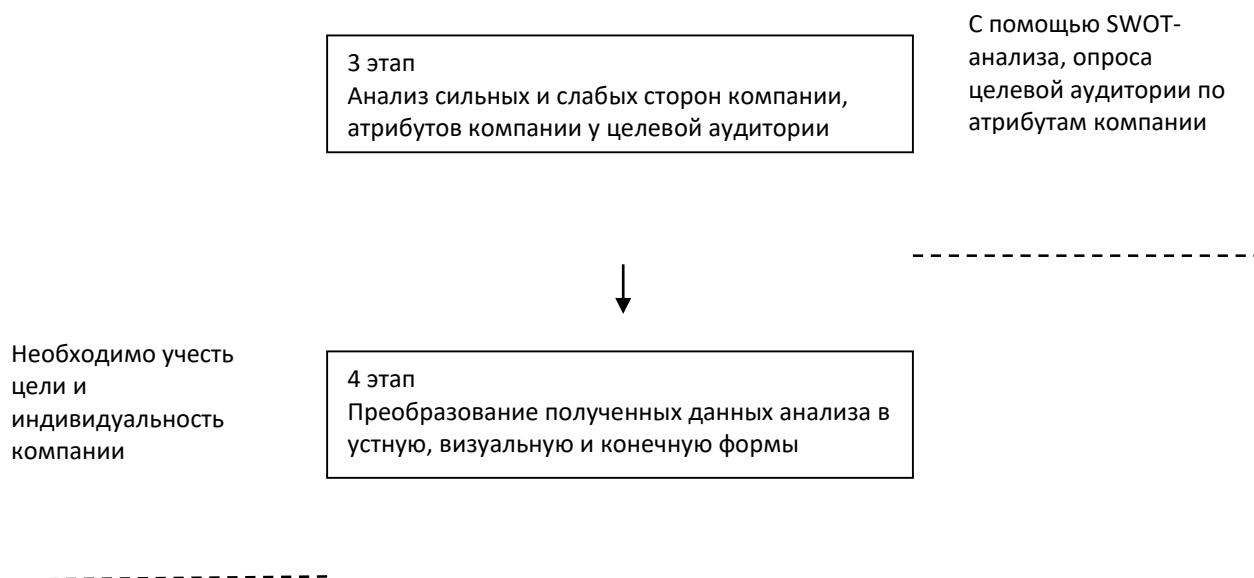 С помощью SWOT-
анализа, опроса
целевой аудитории по
атрибутам компании
3 этап
Анализ сильных и слабых сторон компании,
атрибутов компании у целевой аудитории
Необходимо учесть
цели и
индивидуальность
компании
4 этап
Преобразование полученных данных анализа в
устную, визуальную и конечную формы